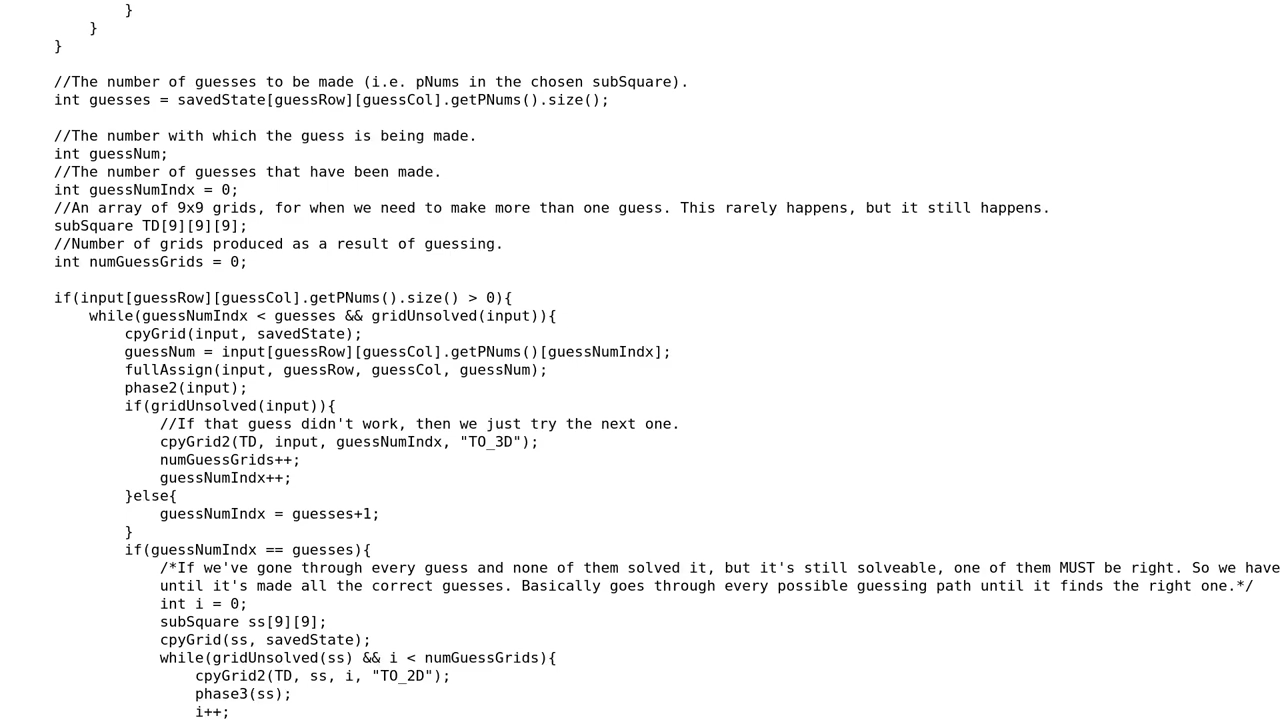 }
}
}
//The number of guesses to be made (i.e. pNums in the chosen subSquare).
int guesses = savedState[guessRow][guessCol].getPNums().size();
//The number with which the guess is being made.
int guessNum;
//The number of guesses that have been made.
int guessNumIndx = 0;
//An array of 9x9 grids, for when we need to make more than one guess. This rarely happens, but it still happens.
subSquare TD[9][9][9];
//Number of grids produced as a result of guessing.
int numGuessGrids = 0;
if(input[guessRow][guessCol].getPNums().size() > 0){
while(guessNumIndx < guesses && gridUnsolved(input)){
cpyGrid(input, savedState);
guessNum = input[guessRow][guessCol].getPNums()[guessNumIndx];
fullAssign(input, guessRow, guessCol, guessNum);
phase2(input);
if(gridUnsolved(input)){
//If that guess didn't work, then we just try the next one.
cpyGrid2(TD, input, guessNumIndx, "TO_3D");
numGuessGrids++;
guessNumIndx++;
}else{
guessNumIndx = guesses+1;
}
if(guessNumIndx == guesses){
/*If we've gone through every guess and none of them solved it, but it's still solveable, one of them MUST be right. So we have
until it's made all the correct guesses. Basically goes through every possible guessing path until it finds the right one.*/
int i = 0;
subSquare ss[9][9];
cpyGrid(ss, savedState);
while(gridUnsolved(ss) && i < numGuessGrids){
cpyGrid2(TD, ss, i, "TO_2D");
phase3(ss);
i++;